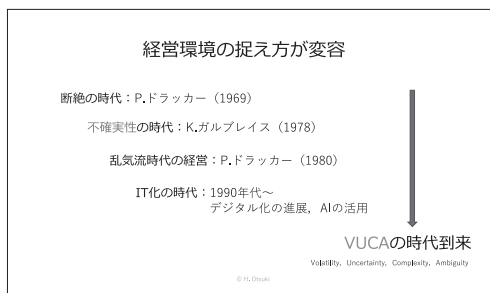 経営環境の捉え方が変容
断絶の時代：P.ドラッカー（1969）
不確実性の時代：K.ガルブレイス（1978）
乱気流時代の経営：P.ドラッカー（1980）
IT化の時代：1990年代～
デジタル化の進展，AIの活用
VUCAの時代到来
Volatility, Uncertainty, Complexity, Ambiguity
© H. Otsuki